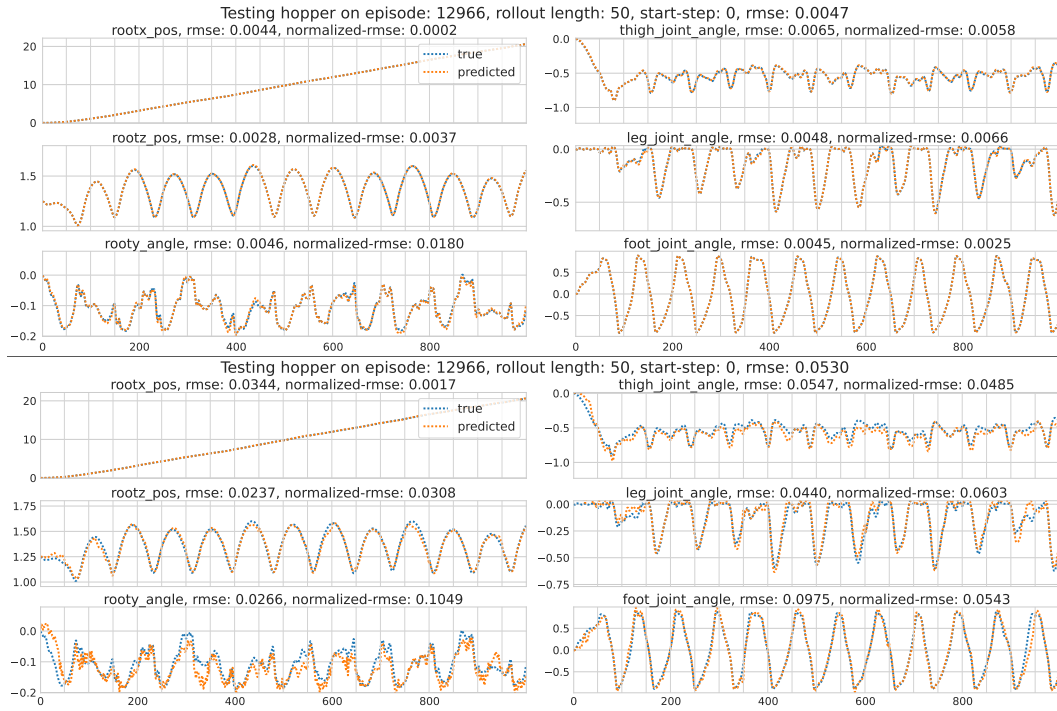 Testing hopper on episode: 12966, rollout length: 50, start-step: 0, rmse: 0.0047
rootx_pos, rmse: 0.0044, normalized-rmse: 0.0002
20
10
0
true
predicted
thigh_joint_angle, rmse: 0.0065, normalized-rmse: 0.0058
0.0
−0.5
−1.0
rootz_pos, rmse: 0.0028, normalized-rmse: 0.0037
1.5
1.0
leg_joint_angle, rmse: 0.0048, normalized-rmse: 0.0066
0.0
−0.5
rooty_angle, rmse: 0.0046, normalized-rmse: 0.0180
0.0
−0.1
−0.2
0 200 400 600 800
foot_joint_angle, rmse: 0.0045, normalized-rmse: 0.0025
0.5
0.0
−0.5
0 200 400 600 800
Testing hopper on episode: 12966, rollout length: 50, start-step: 0, rmse: 0.0530
rootx_pos, rmse: 0.0344, normalized-rmse: 0.0017
20
10
0
true
predicted
thigh_joint_angle, rmse: 0.0547, normalized-rmse: 0.0485
0.0
−0.5
−1.0
rootz_pos, rmse: 0.0237, normalized-rmse: 0.0308
1.75
1.50
1.25
1.00
leg_joint_angle, rmse: 0.0440, normalized-rmse: 0.0603
0.00
−0.25
−0.50
−0.75
rooty_angle, rmse: 0.0266, normalized-rmse: 0.1049
0.0
−0.1
−0.2
0 200 400 600 800
foot_joint_angle, rmse: 0.0975, normalized-rmse: 0.0543
0.5
0.0
−0.5
0 200 400 600 800